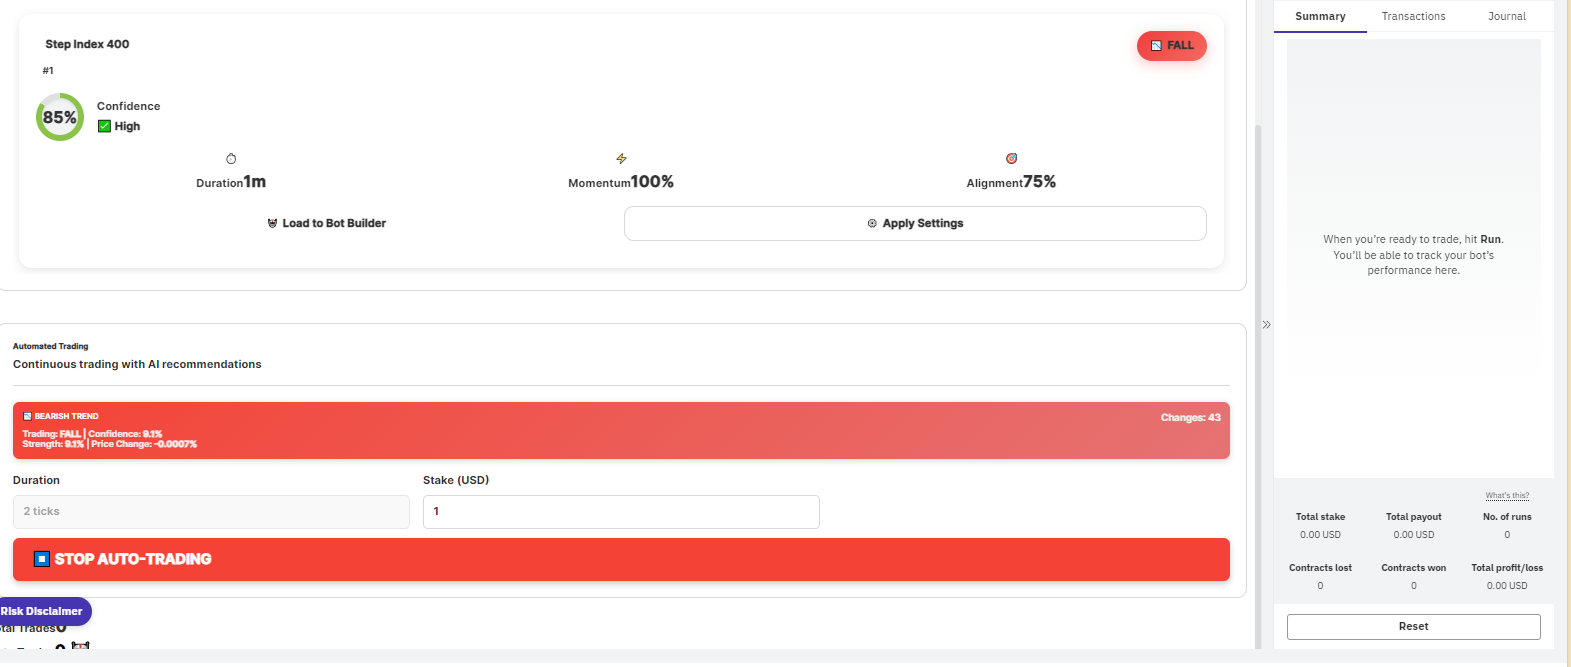 Step Index 400
FALL
#1
85%
Confidence
High
Duration1m
Momentum100%
Alignment75%
Load to Bot Builder
Apply Settings
Automated Trading
Continuous trading with AI recommendations
BEARISH TREND
Changes: 43
Trading: FALL | Confidence: 9.1%
Strength: 9.1% | Price Change: -0.0007%
Duration
Stake (USD)
2 ticks
1
STOP AUTO-TRADING
Risk Disclaimer
Trades
Summary
Transactions
Journal
When you're ready to trade, hit Run.
You'll be able to track your bot's
performance here.
What's this?
Total stake
Total payout
No. of runs
0.00 USD
0.00 USD
0
Contracts lost
Contracts won
Total profit/loss
0
0
0.00 USD
Reset